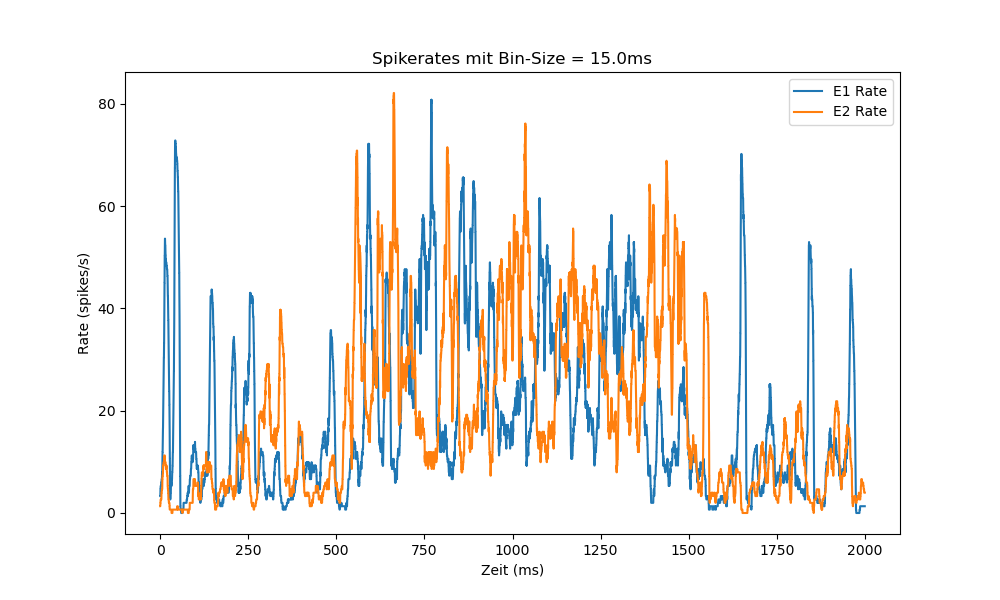 Spikerates mit Bin-Size = 15.0ms
E1 Rate
E2 Rate
80
60
40
20
0
Rate (spikes/s)
0 250 500 750 1000 1250 1500 1750 2000
Zeit (ms)